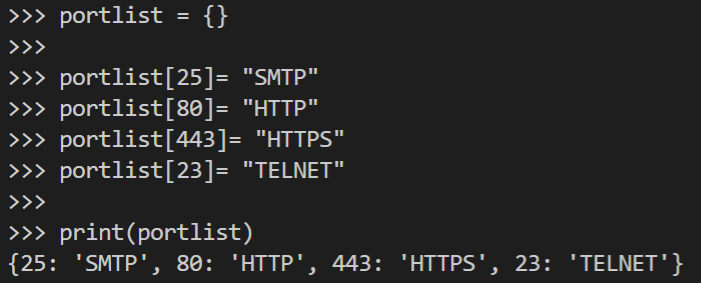 >>> portlist = {}
>>>
>>> portlist[25]= "SMTP"
>>> portlist[80]= "HTTP"
>>> portlist[443]= "HTTPS"
>>> portlist[23]= "TELNET"
>>>
>>> print(portlist)
{25: 'SMTP', 80: 'HTTP', 443: 'HTTPS', 23: 'TELNET'}